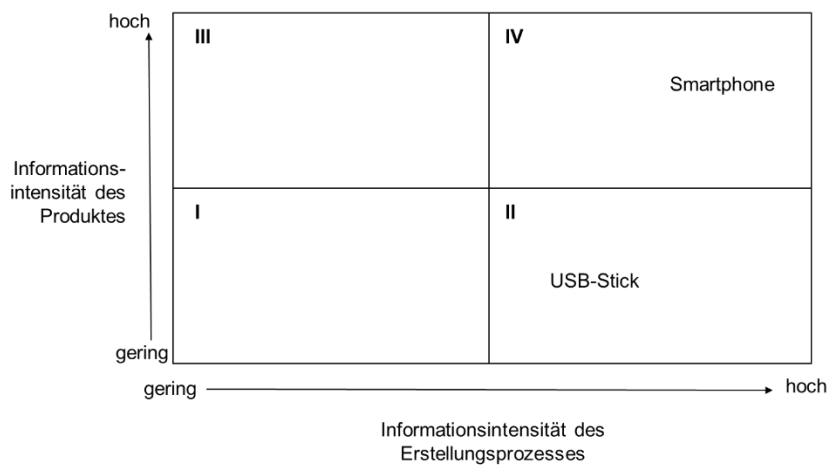 hoch
III
IV
Smartphone
Informations-
intensität des
Produktes
I
II
USB-Stick
gering
gering
hoch
Informationsintensität des
Erstellungsprozesses